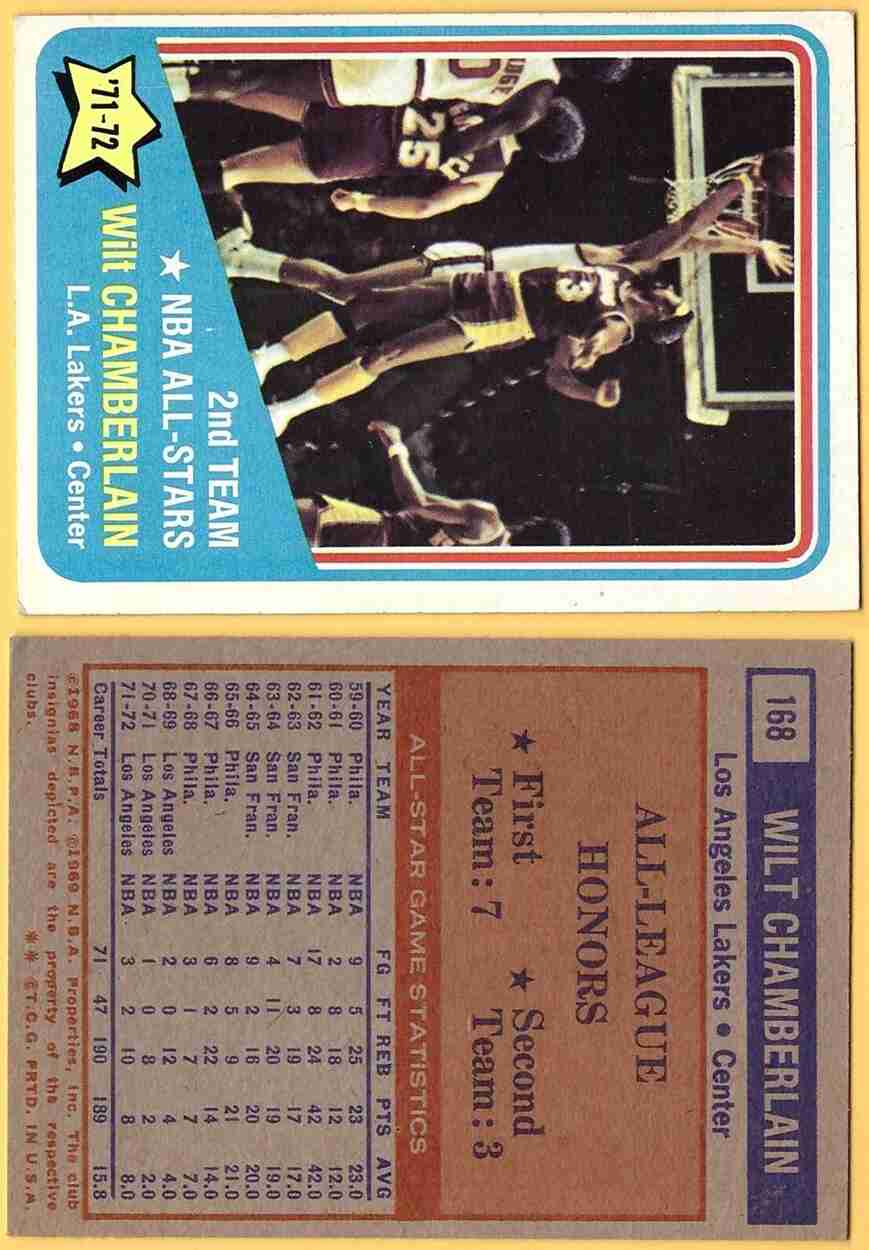 '71-72
2nd TEAM
★ NBA ALL-STARS
Wilt CHAMBERLAIN
L.A. Lakers • Center
25
168 WILT CHAMBERLAIN
Los Angeles Lakers • Center
ALL-LEAGUE
HONORS
★ First ★ Second
Team: 7 Team: 3
ALL-STAR GAME STATISTICS
YEAR TEAM FG FT REB PTS AVG
59-60 Phila. NBA 9 5 25 23 23.0
60-61 Phila. NBA 2 8 18 12 12.0
61-62 Phila. NBA 17 8 24 42 42.0
62-63 San Fran. NBA 7 3 19 17 17.0
63-64 San Fran. NBA 4 11 20 19 19.0
64-65 San Fran. NBA 9 2 16 20 20.0
65-66 Phila. NBA 8 5 9 21 21.0
66-67 Phila. NBA 6 2 22 14 14.0
67-68 Phila. NBA 3 1 7 7 7.0
68-69 Los Angeles NBA 2 0 12 4 4.0
70-71 Los Angeles NBA 1 0 8 2 2.0
71-72 Los Angeles NBA 3 2 10 8 8.0
Career Totals 71 47 190 189 15.8
©1968 N.B.P.A. ©1969 N.B.A. Properties, Inc. The club
insignias depicted are the property of the respective
clubs. ** ©T.C.G. PRTD. IN U.S.A.